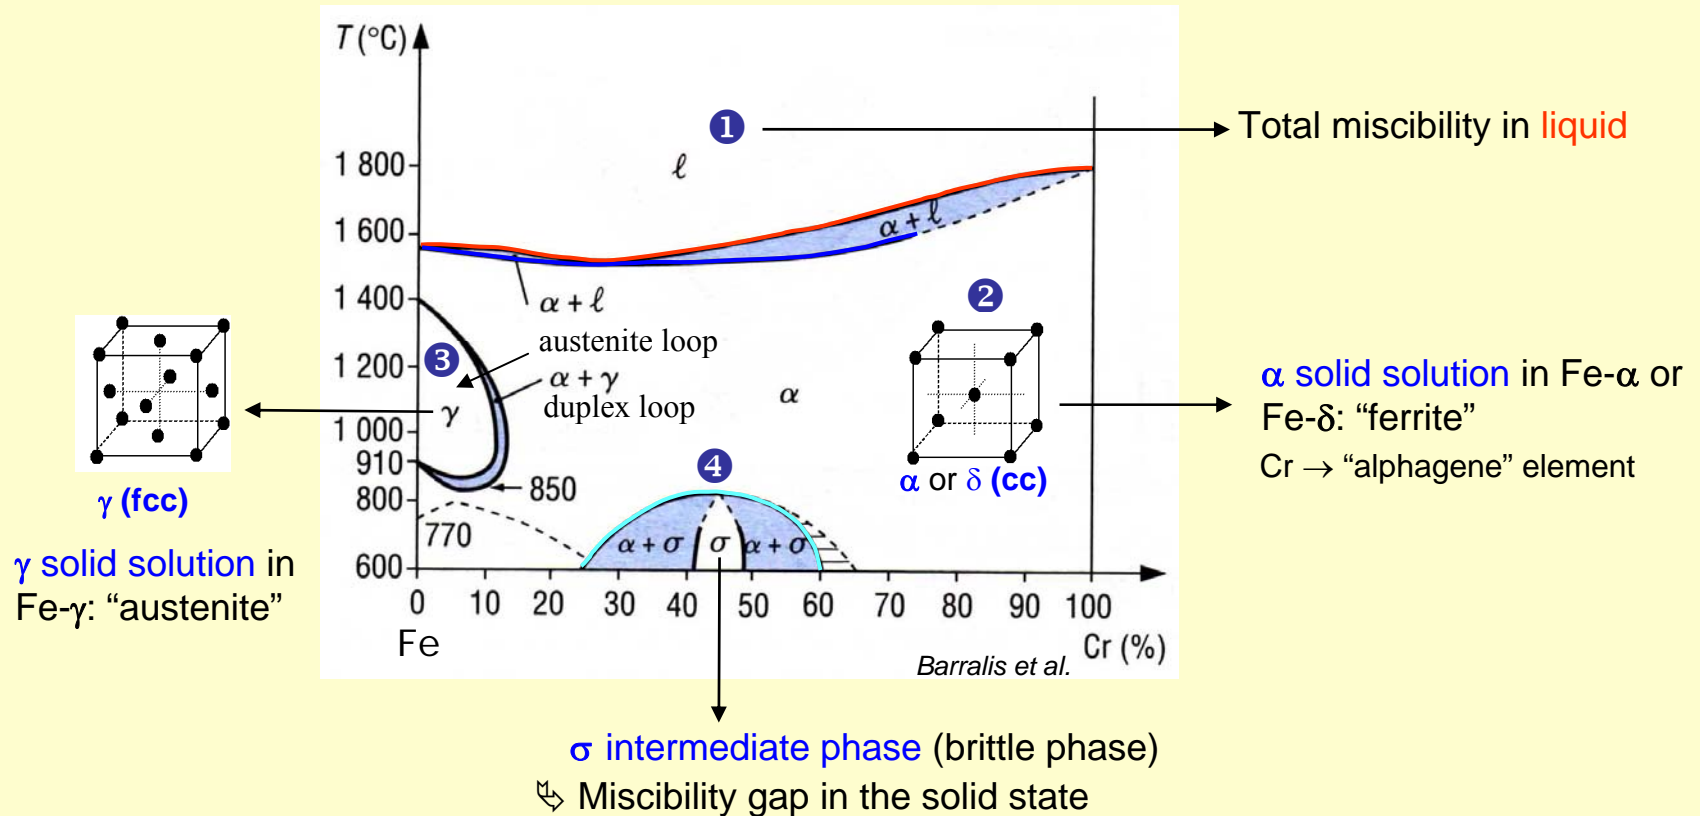 T (°C)
❶
Total miscibility in liquid
1 800
ℓ
α + ℓ
1 600
1 400
α + ℓ
❷
austenite loop
❸
1 200
α + γ
duplex loop
α
γ
α solid solution in Fe-α or
Fe-δ: “ferrite”
Cr → “alphagene” element
1 000
910
❹
850
α or δ (cc)
800
γ (fcc)
770
α + σ
σ
α + σ
γ solid solution in
Fe-γ: “austenite”
600
0 10 20 30 40 50 60 70 80 90 100
Fe
Cr (%)
Barralis et al.
σ intermediate phase (brittle phase)
↳ Miscibility gap in the solid state